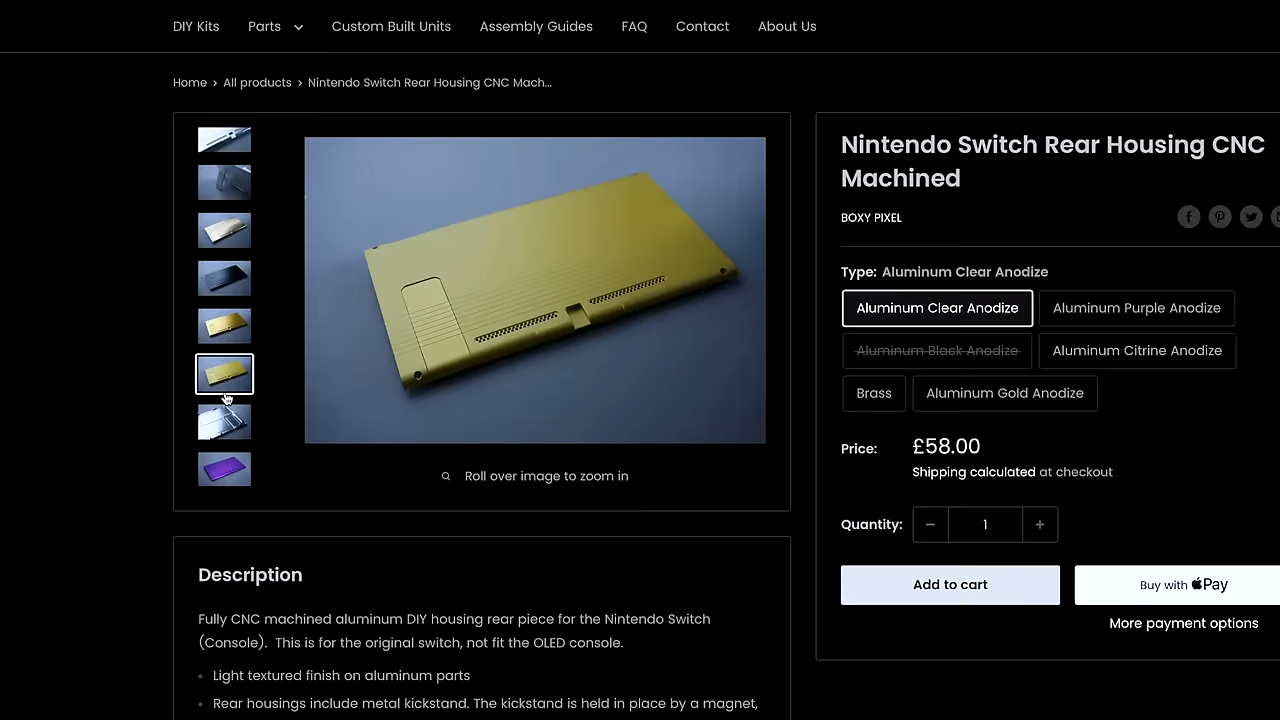 DIY Kits Parts Custom Built Units Assembly Guides FAQ Contact About Us
Home > All products > Nintendo Switch Rear Housing CNC Mach...
Nintendo Switch Rear Housing CNC
Machined
BOXY PIXEL
Type: Aluminum Clear Anodize
Aluminum Clear Anodize Aluminum Purple Anodize
Aluminum Black Anodize Aluminum Citrine Anodize
Brass Aluminum Gold Anodize
Price: £58.00
Shipping calculated at checkout
Quantity: − 1 +
Add to cart Buy with Pay
More payment options
Roll over image to zoom in
Description
Fully CNC machined aluminum DIY housing rear piece for the Nintendo Switch
(Console). This is for the original switch, not fit the OLED console.
• Light textured finish on aluminum parts
• Rear housings include metal kickstand. The kickstand is held in place by a magnet,